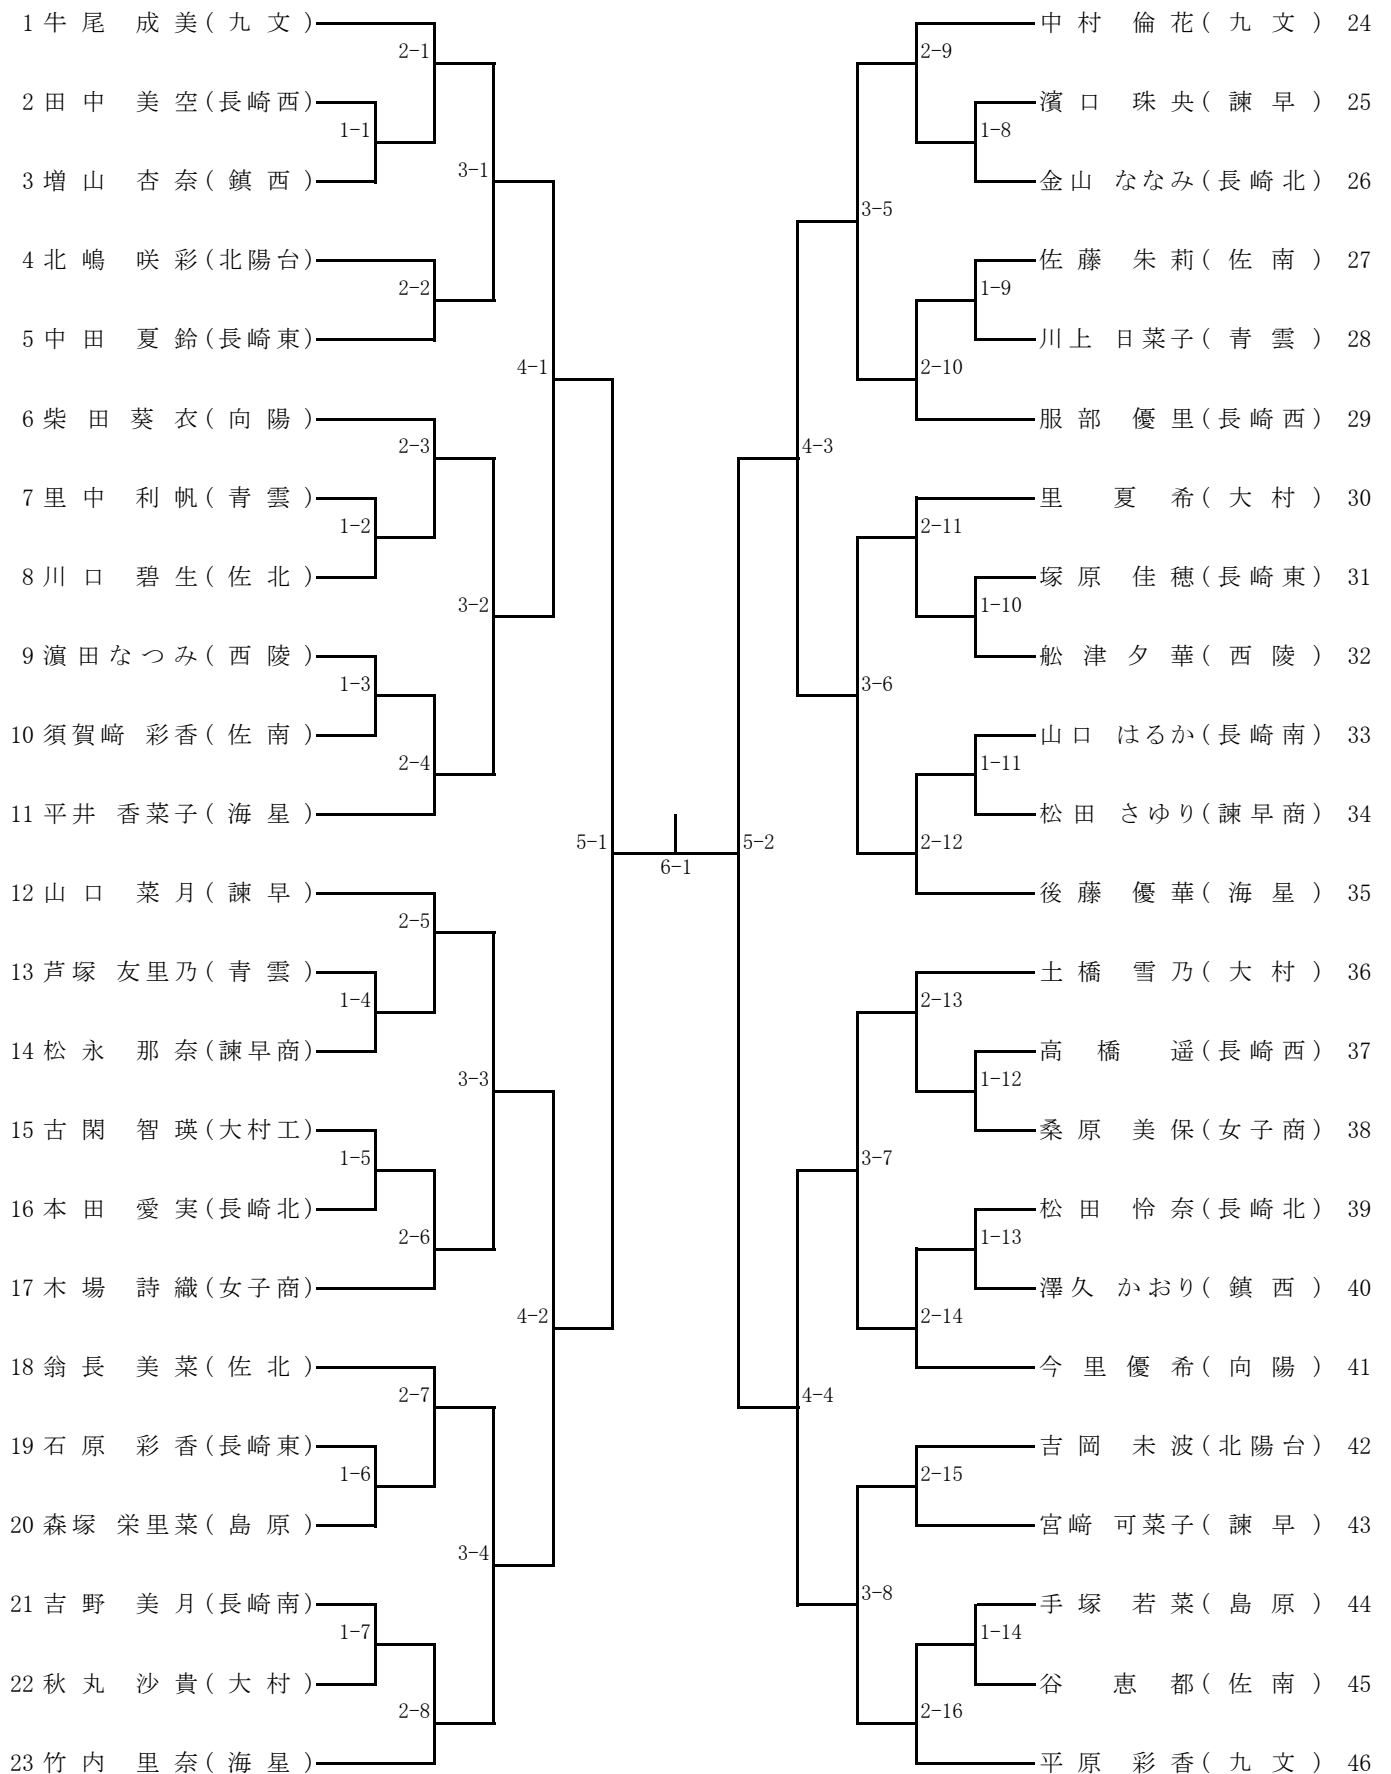 1 牛尾 成美(九文)
2-1
2 田中 美空(長崎西)
1-1
3 増山 杏奈(鎮西)
3-1
4 北嶋 咲彩(北陽台)
2-2
5 中田 夏鈴(長崎東)
4-1
6 柴田 葵衣(向陽)
2-3
7 里中 利帆(青雲)
1-2
8 川口 碧生(佐北)
3-2
9 濵田なつみ(西陵)
1-3
10 須賀﨑 彩香(佐南)
2-4
11 平井 香菜子(海星)
5-1
12 山口 菜月(諫早)
2-5
13 芦塚 友里乃(青雲)
1-4
14 松永 那奈(諫早商)
3-3
15 古閑 智瑛(大村工)
1-5
16 本田 愛実(長崎北)
2-6
17 木場 詩織(女子商)
4-2
18 翁長 美菜(佐北)
2-7
19 石原 彩香(長崎東)
1-6
20 森塚 栄里菜(島原)
3-4
21 吉野 美月(長崎南)
1-7
22 秋丸 沙貴(大村)
2-8
23 竹内 里奈(海星)
6-1
中村 倫花(九文) 24
2-9
濱口 珠央(諫早) 25
1-8
金山 ななみ(長崎北) 26
3-5
佐藤 朱莉(佐南) 27
1-9
川上 日菜子(青雲) 28
2-10
服部 優里(長崎西) 29
4-3
里 夏希(大村) 30
2-11
塚原 佳穂(長崎東) 31
1-10
舩津 夕華(西陵) 32
3-6
山口 はるか(長崎南) 33
1-11
松田 さゆり(諫早商) 34
2-12
5-2
後藤 優華(海星) 35
土橋 雪乃(大村) 36
2-13
高橋 遥(長崎西) 37
1-12
桑原 美保(女子商) 38
3-7
松田 怜奈(長崎北) 39
1-13
澤久 かおり(鎮西) 40
2-14
今里 優希(向陽) 41
4-4
吉岡 未波(北陽台) 42
2-15
宮﨑 可菜子(諫早) 43
3-8
手塚 若菜(島原) 44
1-14
谷 恵都(佐南) 45
2-16
平原 彩香(九文) 46